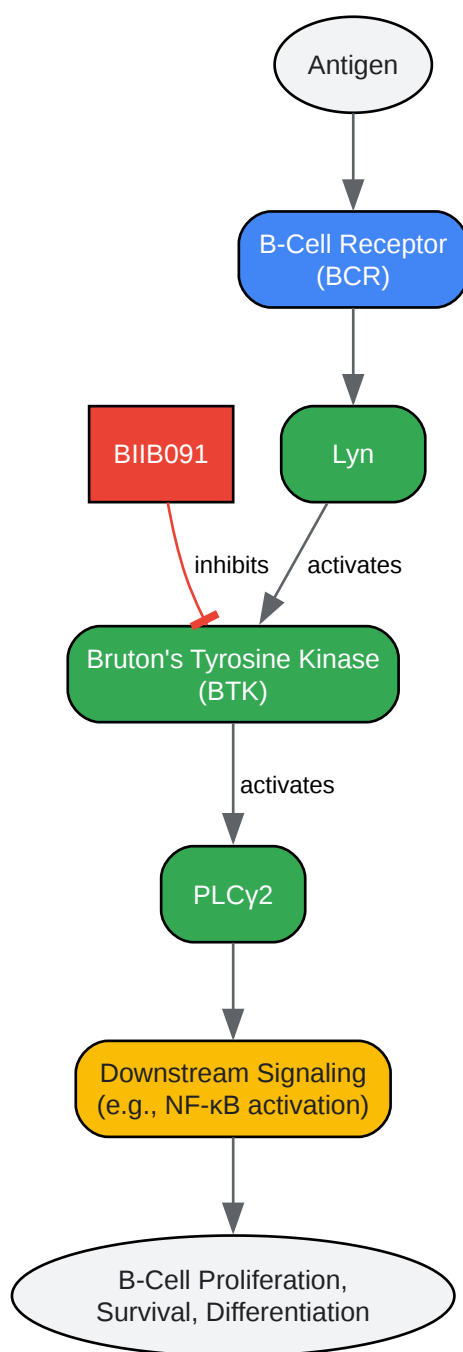 Antigen
B-Cell Receptor
(BCR)
BIIB091
Lyn
inhibits
activates
Bruton's Tyrosine Kinase
(BTK)
activates
PLCγ2
Downstream Signaling
(e.g., NF-κB activation)
B-Cell Proliferation,
Survival, Differentiation